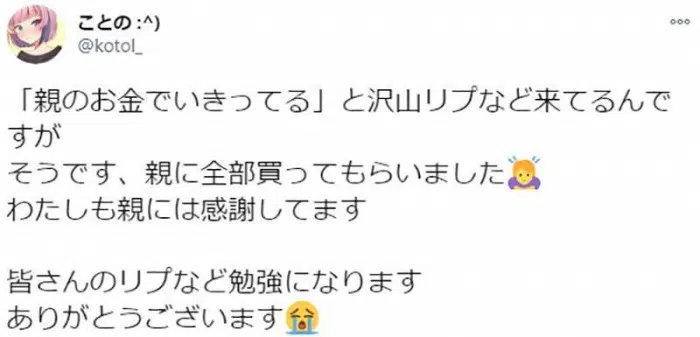 ことの :^)
@kotol_
「親のお金でいきってる」と沢山リプなど来てるんで
すが
そうです、親に全部買ってもらいました🙇
わたしも親には感謝してます
皆さんのリプなど勉強になります
ありがとうございます😭